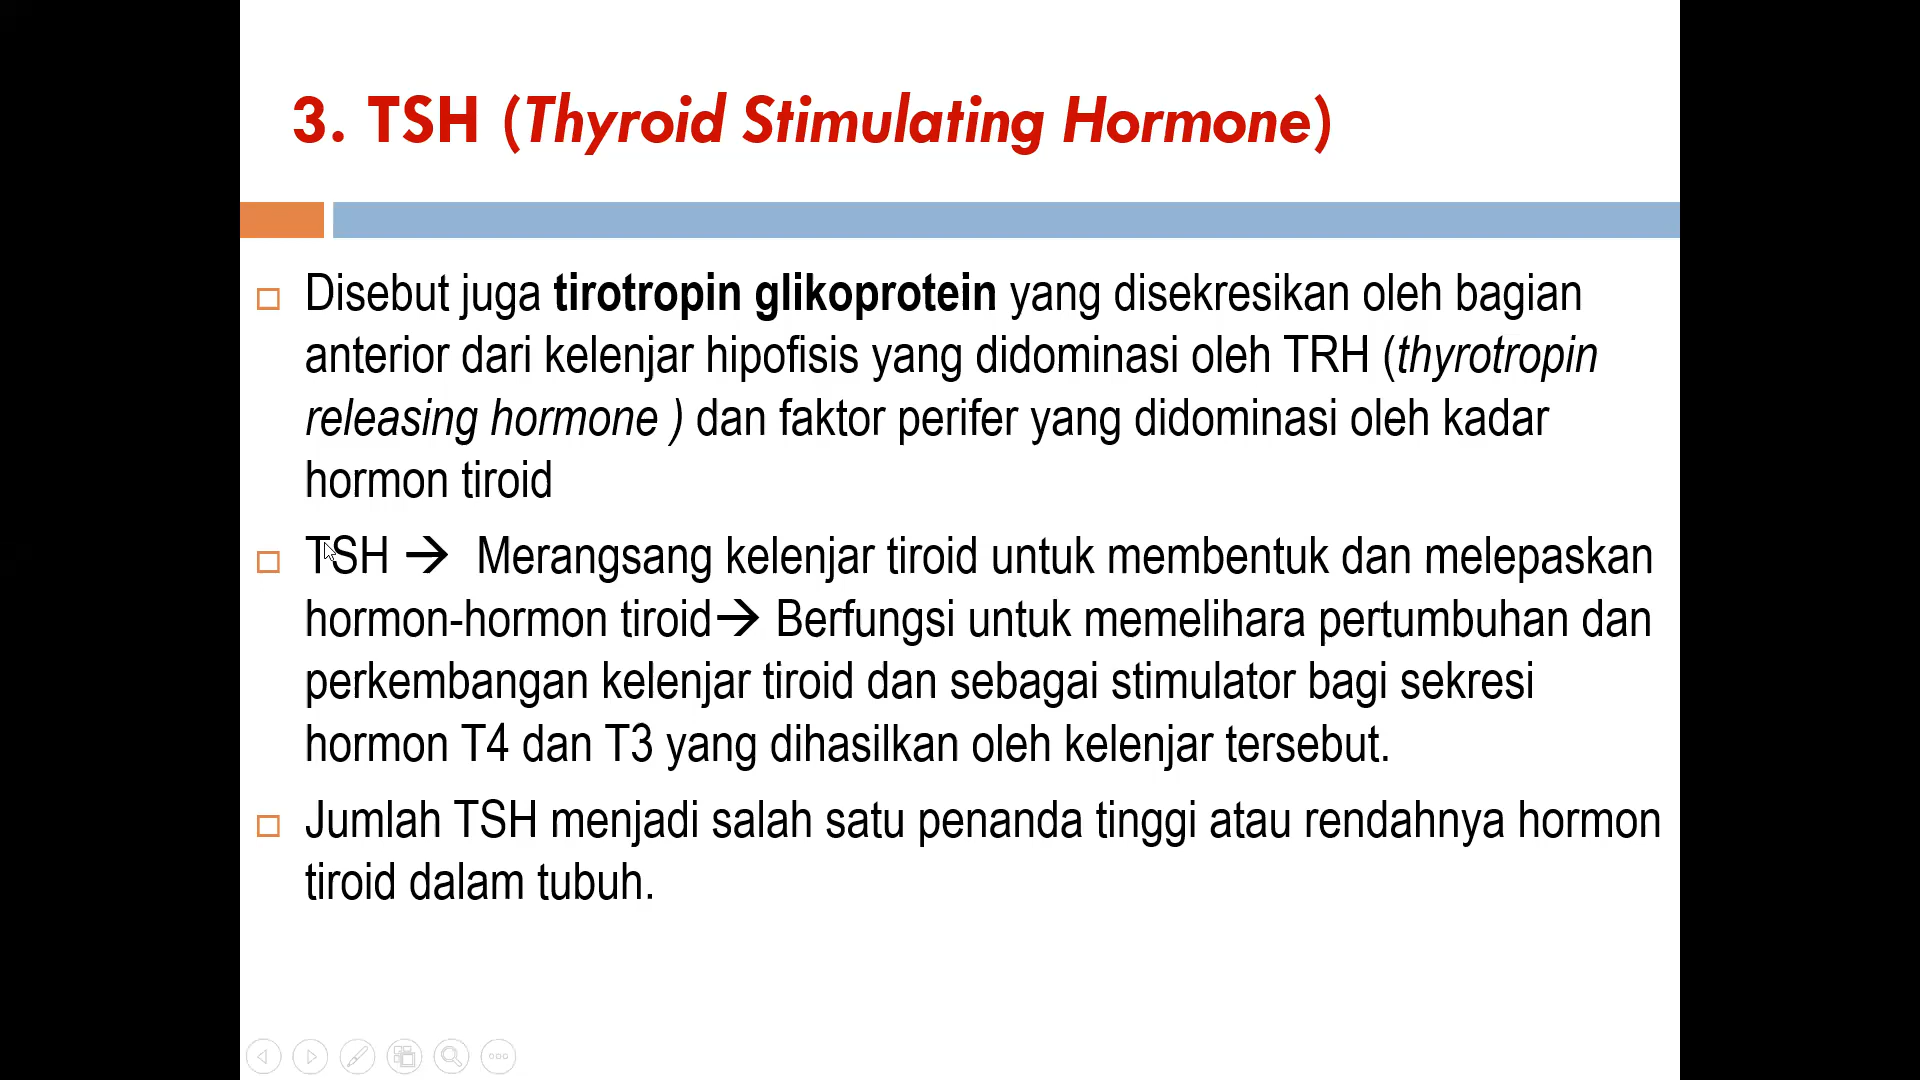 3. TSH (Thyroid Stimulating Hormone)
Disebut juga tirotropin glikoprotein yang disekresikan oleh bagian
anterior dari kelenjar hipofisis yang didominasi oleh TRH (thyrotropin
releasing hormone ) dan faktor perifer yang didominasi oleh kadar
hormon tiroid
TSH → Merangsang kelenjar tiroid untuk membentuk dan melepaskan
hormon-hormon tiroid→ Berfungsi untuk memelihara pertumbuhan dan
perkembangan kelenjar tiroid dan sebagai stimulator bagi sekresi
hormon T4 dan T3 yang dihasilkan oleh kelenjar tersebut.
Jumlah TSH menjadi salah satu penanda tinggi atau rendahnya hormon
tiroid dalam tubuh.